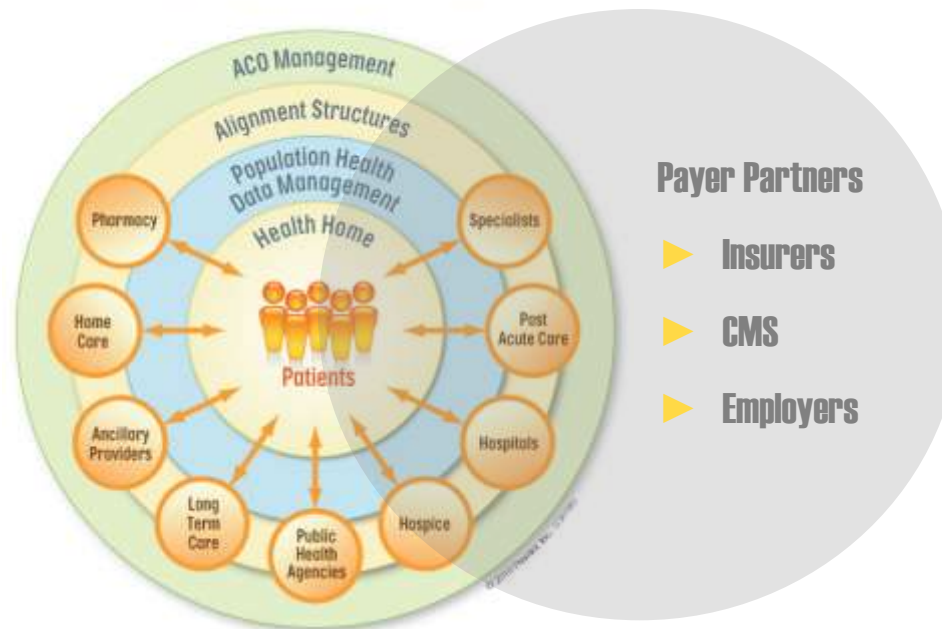 ACO Management
Alignment Structures
Population Health
Data Management
Health Home
Pharmacy
Specialists
Home
Care
Post
Acute Care
Patients
Ancillary
Providers
Hospitals
Long
Term
Care
Public
Health
Agencies
Hospice
Payer Partners
Insurers
CMS
Employers